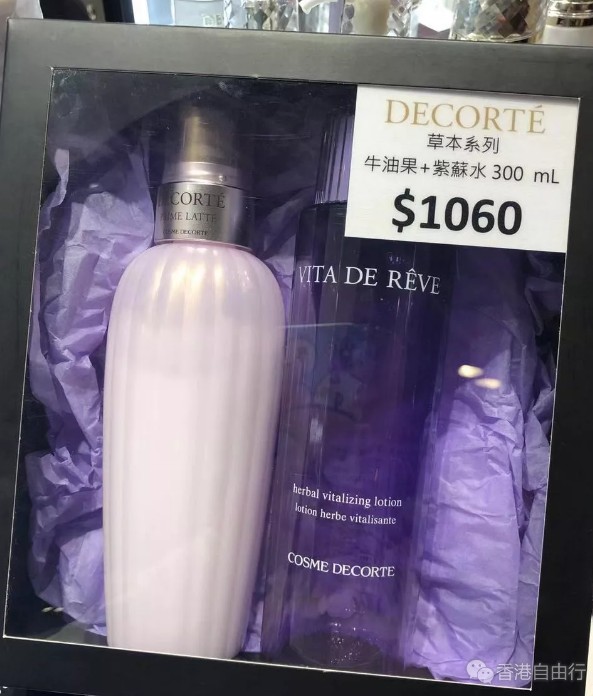 DECORTÉ
草本系列
牛油果+紫蘇水 300 mL
$1060
DECORTÉ
PRIME LATTE
COSME DECORTE
VITA DE RÊVE
herbal vitalizing lotion
lotion herbe vitalisante
COSME DECORTE
香港自由行